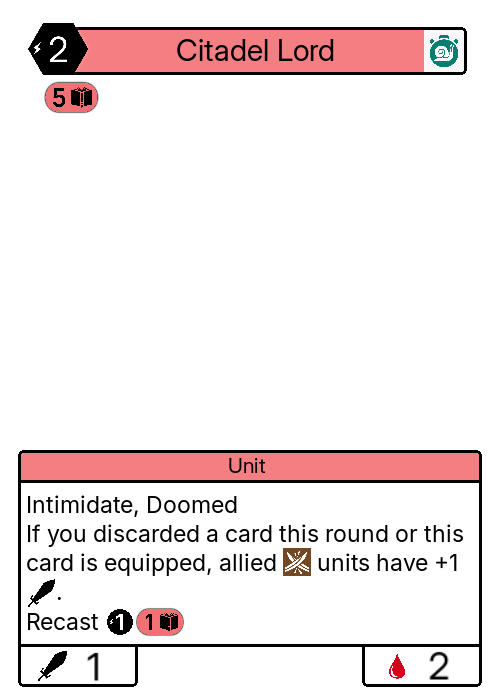 2 Citadel Lord
5
Unit
Intimidate, Doomed
If you discarded a card this round or this
card is equipped, allied units have +1
.
Recast 1 1
1 2